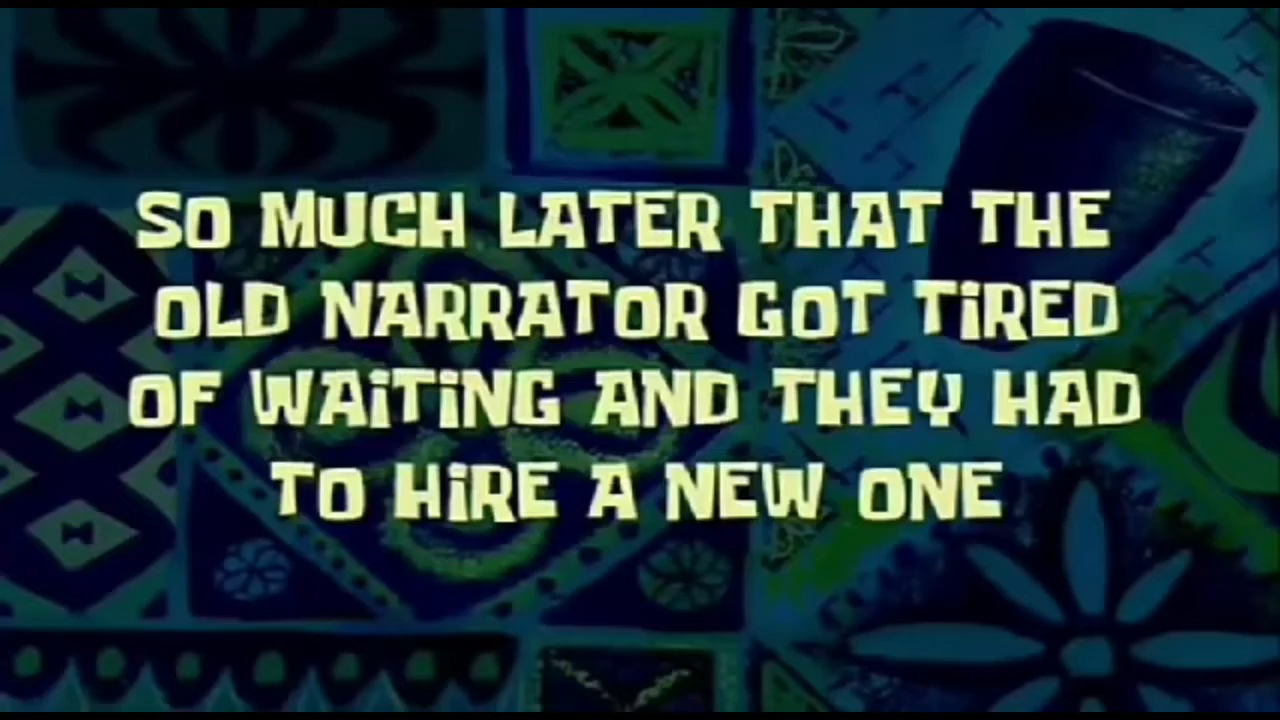 SO MUCH LATER THAT THE
OLD NARRATOR GOT TiRED
OF WAiTiNG AND THEY HAD
TO HiRE A NEW ONE